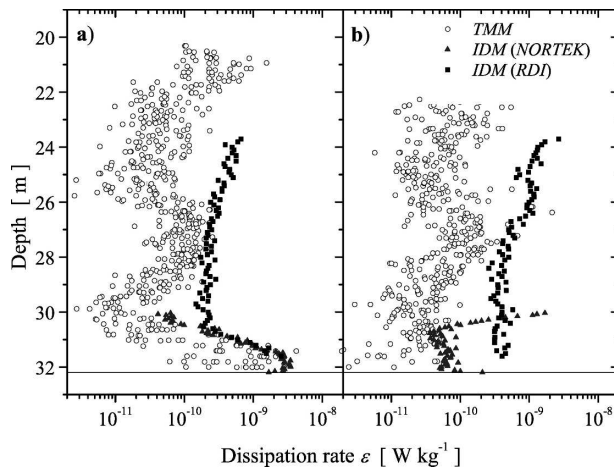 a)
b)
TMM
IDM (NORTEK)
IDM (RDI)
20
22
24
26
28
30
32
Depth [ m ]
10⁻¹¹ 10⁻¹⁰ 10⁻⁹ 10⁻⁸ 10⁻¹¹ 10⁻¹⁰ 10⁻⁹ 10⁻⁸
Dissipation rate ε [ W kg⁻¹ ]